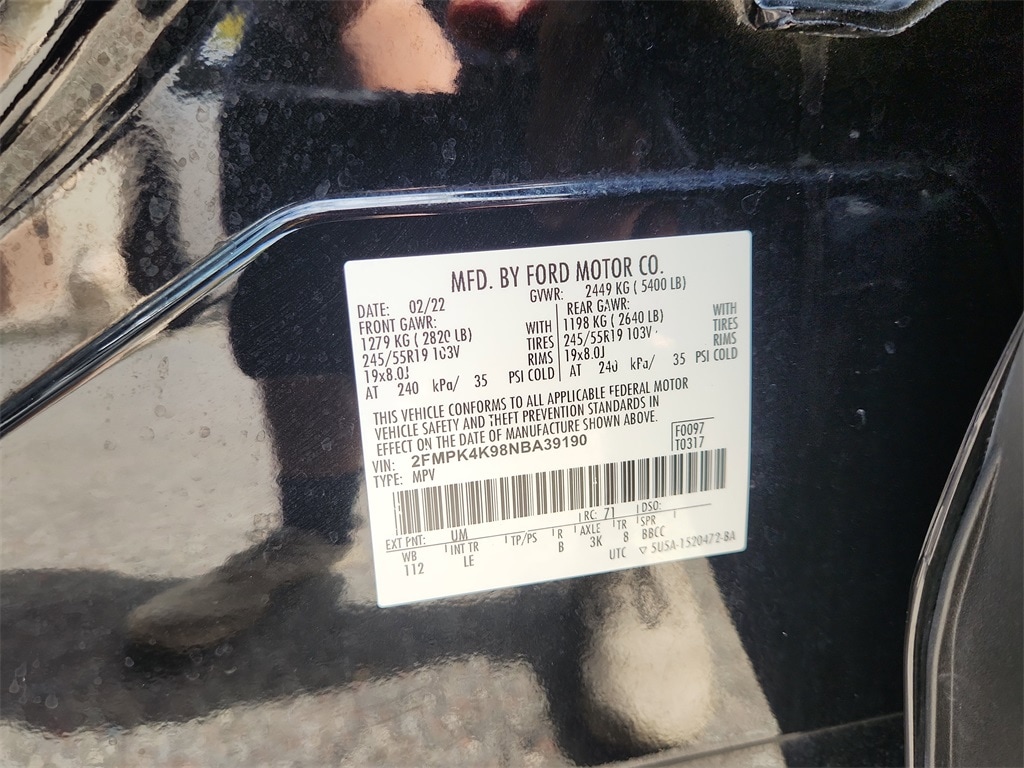 MFD. BY FORD MOTOR CO.
DATE: 02/22 GVWR: 2449 KG ( 5400 LB)
FRONT GAWR: REAR GAWR:
1279 KG ( 2820 LB) WITH 1198 KG ( 2640 LB) WITH
245/55R19 103V TIRES 245/55R19 103V TIRES
19x8.0J RIMS 19x8.0J RIMS
AT 240 kPa/ 35 PSI COLD AT 240 kPa/ 35 PSI COLD
THIS VEHICLE CONFORMS TO ALL APPLICABLE FEDERAL MOTOR
VEHICLE SAFETY AND THEFT PREVENTION STANDARDS IN
EFFECT ON THE DATE OF MANUFACTURE SHOWN ABOVE.
VIN: 2FMPK4K98NBA39190 F0097
TYPE: MPV T0317
EXT PNT: UM RC: 71 DSO:
WB INT TR TP/PS R AXLE TR SPR
112 LE B 3K 8 BBCC
UTC ▽ 5U5A-1520472-BA